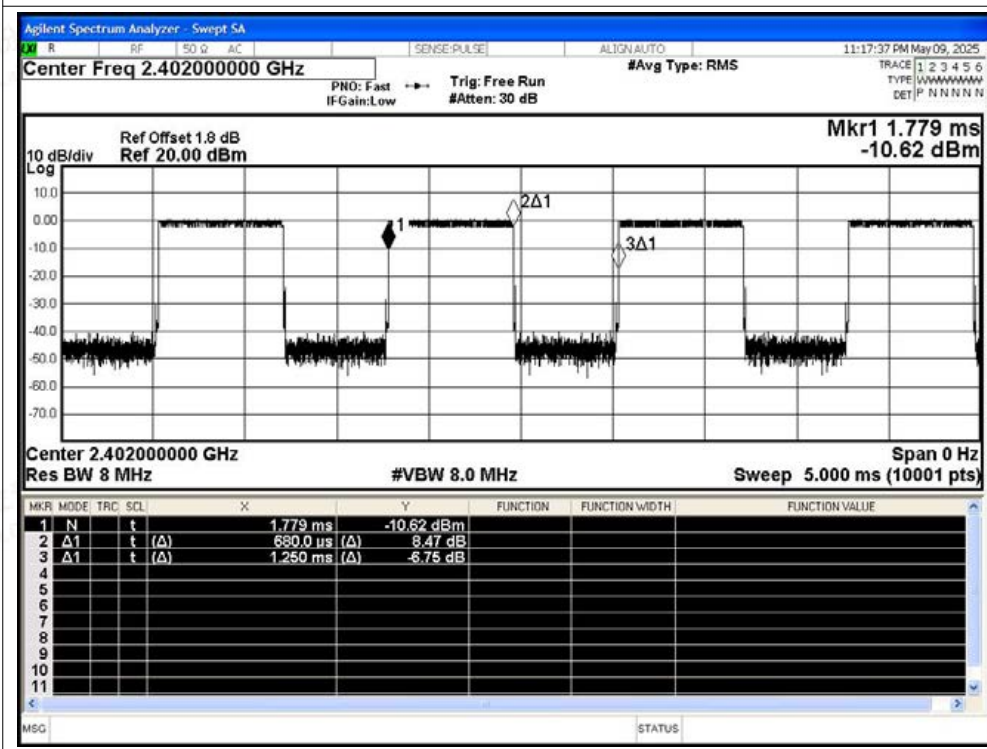 Agilent Spectrum Analyzer - Swept SA
LXI R RF 50 Ω AC SENSE:PULSE ALIGN AUTO 11:17:37 PM May 09, 2025
Center Freq 2.402000000 GHz #Avg Type: RMS TRACE 1 2 3 4 5 6
PNO: Fast Trig: Free Run TYPE WWWWWW
IFGain:Low #Atten: 30 dB DET P N N N N N
Mkr1 1.779 ms
-10.62 dBm
Ref Offset 1.8 dB
10 dB/div Ref 20.00 dBm
Log
10.0
0.00
-10.0
-20.0
-30.0
-40.0
-50.0
-60.0
-70.0
1
2Δ1
3Δ1
Center 2.402000000 GHz Span 0 Hz
Res BW 8 MHz #VBW 8.0 MHz Sweep 5.000 ms (10001 pts)
MKR MODE TRC SCL X Y FUNCTION FUNCTION WIDTH FUNCTION VALUE
1 N t 1.779 ms -10.62 dBm
2 Δ1 t (Δ) 680.0 µs (Δ) 8.47 dB
3 Δ1 t (Δ) 1.250 ms (Δ) -6.75 dB
4
5
6
7
8
9
10
11
MSG STATUS